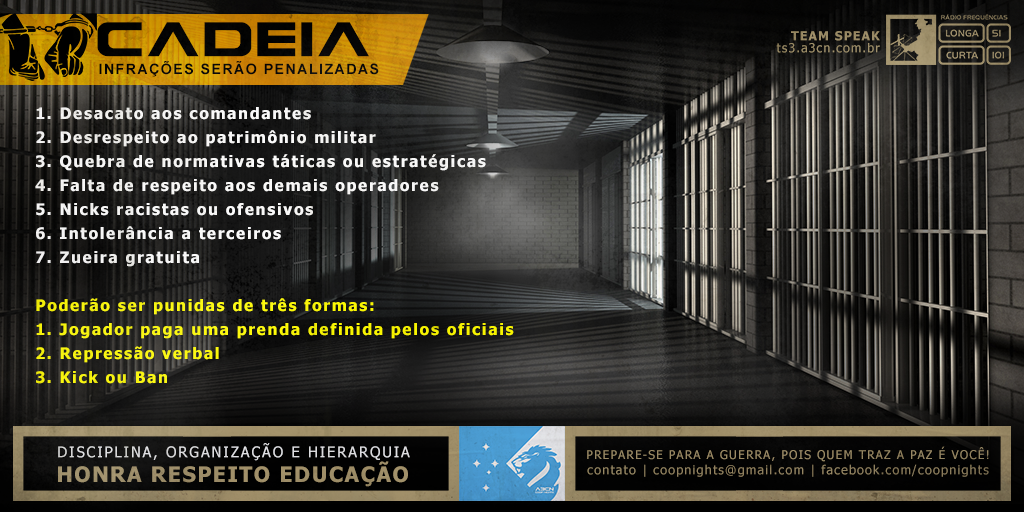 CADEIA
INFRAÇÕES SERÃO PENALIZADAS
TEAM SPEAK
ts3.a3cn.com.br
RÁDIO FREQUÊNCIAS
LONGA 51
CURTA 101
1. Desacato aos comandantes
2. Desrespeito ao patrimônio militar
3. Quebra de normativas táticas ou estratégicas
4. Falta de respeito aos demais operadores
5. Nicks racistas ou ofensivos
6. Intolerância a terceiros
7. Zueira gratuita
Poderão ser punidas de três formas:
1. Jogador paga uma prenda definida pelos oficiais
2. Repressão verbal
3. Kick ou Ban
DISCIPLINA, ORGANIZAÇÃO E HIERARQUIA
HONRA RESPEITO EDUCAÇÃO
A3CN
PREPARE-SE PARA A GUERRA, POIS QUEM TRAZ A PAZ É VOCÊ!
contato | coopnights@gmail.com | facebook.com/coopnights